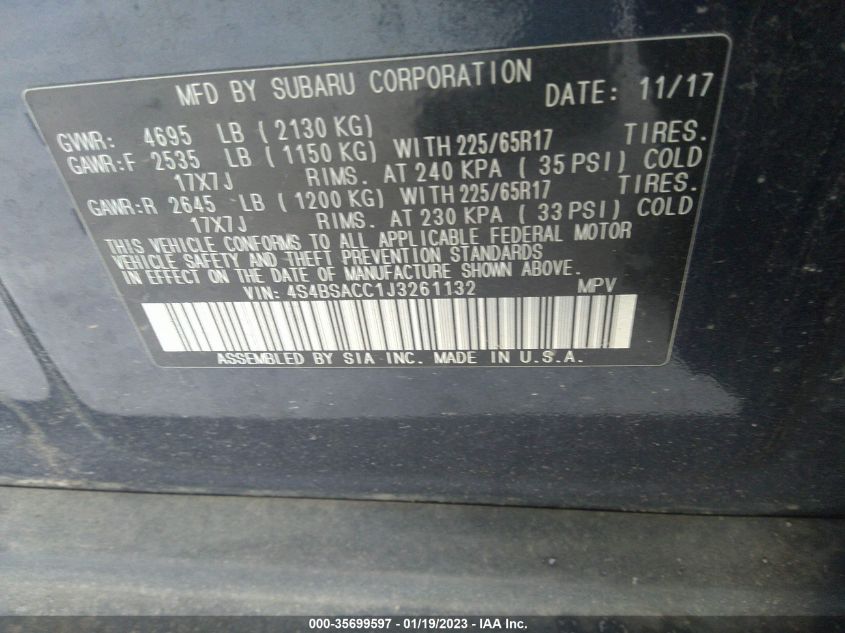 MFD BY SUBARU CORPORATION DATE: 11/17
GVWR: 4695 LB ( 2130 KG)
GAWR:F 2535 LB ( 1150 KG) WITH 225/65R17 TIRES.
17X7J RIMS. AT 240 KPA ( 35 PSI) COLD
GAWR:R 2645 LB ( 1200 KG) WITH 225/65R17 TIRES.
17X7J RIMS. AT 230 KPA ( 33 PSI) COLD
THIS VEHICLE CONFORMS TO ALL APPLICABLE FEDERAL MOTOR
VEHICLE SAFETY AND THEFT PREVENTION STANDARDS
IN EFFECT ON THE DATE OF MANUFACTURE SHOWN ABOVE.
VIN: 4S4BSACC1J3261132 MPV
ASSEMBLED BY SIA INC. MADE IN U.S.A.
000-35699597 - 01/19/2023 - IAA Inc.